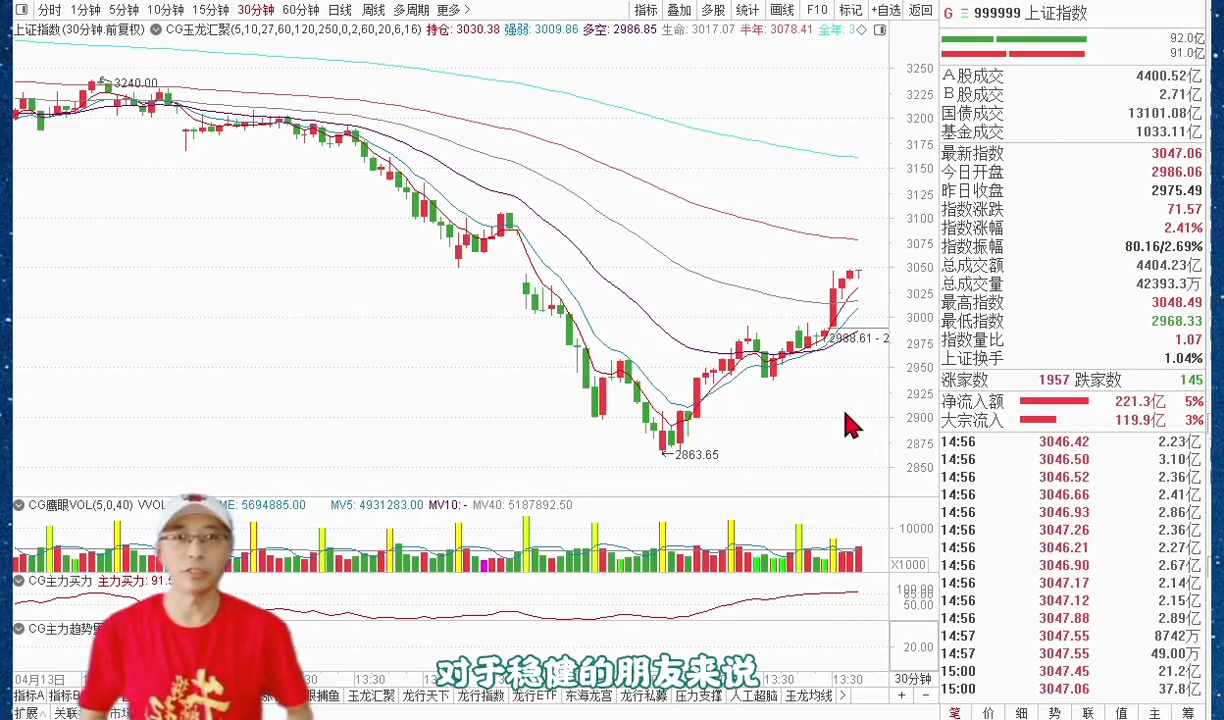 分时 1分钟 5分钟 10分钟 15分钟 30分钟 60分钟 日线 周线 多周期 更多 >
指标 叠加 多股 统计 画线 F10 标记 +自选 返回
上证指数(30分钟.前复权) CG玉龙汇聚(5,10,27,60,120,250,0,2,60,20,6,16) 持仓: 3030.38 强弱: 3009.86 多空: 2986.85 生命: 3017.07 半年: 3078.41 全年: 3
3240.00
3250
3225
3200
3175
3150
3125
3100
3075
3050
3025
3000
2975
2950
2925
2900
2875
2850
2988.61 - 2
2863.65
CG鹰眼VOL(5,0,40) VVOL ME: 5694885.00 MV5: 4931283.00 MV10: - MV40: 5187892.50
10000
X1000
CG主力买力 主力买力: 91.5
100.00
50.00
CG主力趋势
20.00
04月13日 13:30 13:30 13:30 13:30 13:30 13:30 30分钟
指标A 指标B 眼捕鱼 玉龙汇聚 龙行天下 龙行指数 龙行ETF 东海龙宫 龙行私募 压力支撑 人工超脑 玉龙均线 > + -
扩展∧ 关联 市场
对于稳健的朋友来说
G 999999 上证指数
92.0亿
91.0亿
A股成交 4400.52亿
B股成交 2.71亿
国债成交 13101.08亿
基金成交 1033.11亿
最新指数 3047.06
今日开盘 2986.06
昨日收盘 2975.49
指数涨跌 71.57
指数涨幅 2.41%
指数振幅 80.16/2.69%
总成交额 4404.23亿
总成交量 42393.3万
最高指数 3048.49
最低指数 2968.33
指数量比 1.07
上证换手 1.04%
涨家数 1957 跌家数 145
净流入额 221.3亿 5%
大宗流入 119.9亿 3%
14:56 3046.42 2.23亿
14:56 3046.50 3.10亿
14:56 3046.52 2.36亿
14:56 3046.66 2.41亿
14:56 3046.93 2.86亿
14:56 3047.26 2.36亿
14:56 3046.21 2.27亿
14:56 3046.90 2.67亿
14:56 3047.17 2.14亿
14:56 3047.12 2.15亿
14:56 3047.88 2.89亿
14:57 3047.55 8742万
14:57 3047.55 49.00万
15:00 3047.45 21.2亿
15:00 3047.06 37.8亿
笔 价 细 势 联 值 主 筹